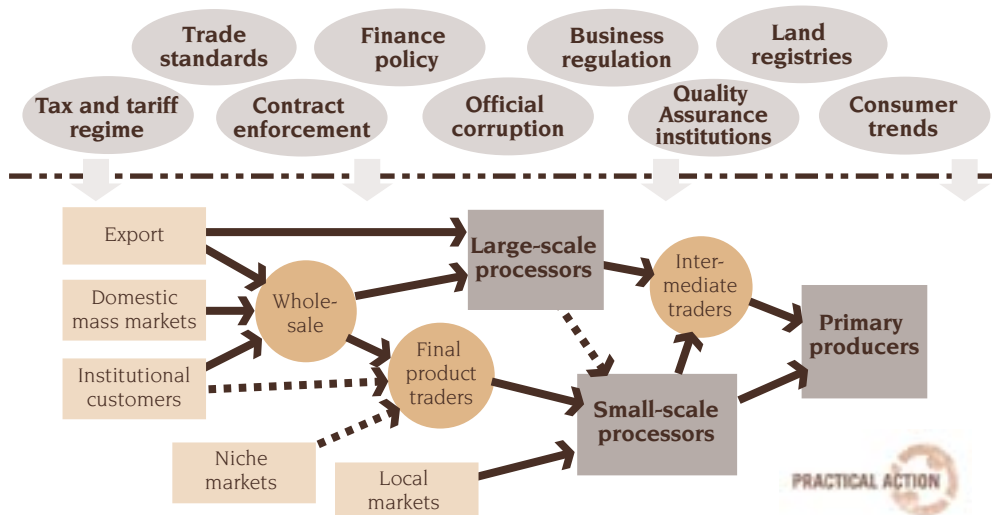 Trade
standards
Finance
policy
Business
regulation
Land
registries
Tax and tariff
regime
Contract
enforcement
Official
corruption
Quality
Assurance
institutions
Consumer
trends
Export
Domestic
mass markets
Institutional
customers
Niche
markets
Local
markets
Whole-
sale
Final
product
traders
Large-scale
processors
Small-scale
processors
Inter-
mediate
traders
Primary
producers
PRACTICAL ACTION